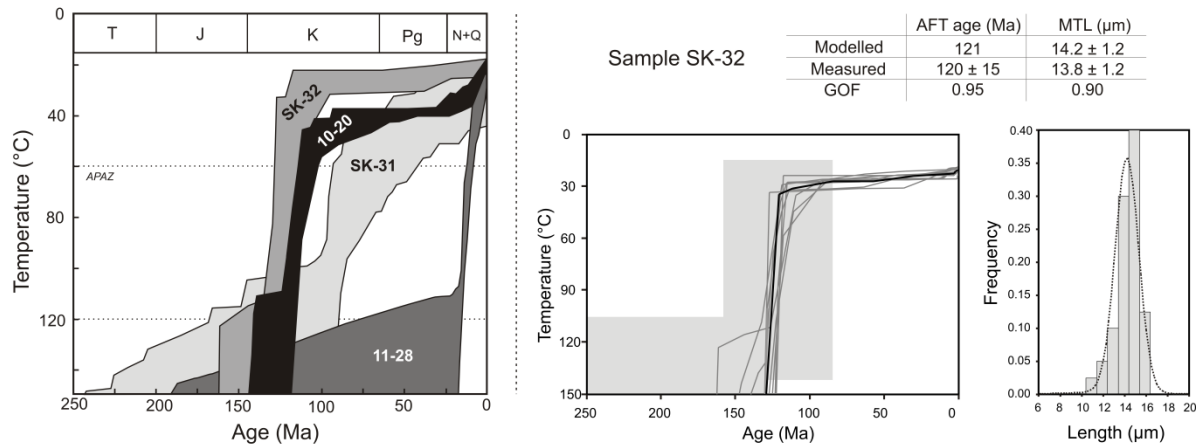 0
40
80
120
Temperature (°C)
T J K Pg N+Q
SK-32
10-20
SK-31
APAZ
11-28
250 200 150 100 50 0
Age (Ma)
Sample SK-32
AFT age (Ma) MTL (µm)
Modelled 121 14.2 ± 1.2
Measured 120 ± 15 13.8 ± 1.2
GOF 0.95 0.90
0
30
60
90
120
150
Temperature (°C)
250 200 150 100 50 0
Age (Ma)
0.40
0.35
0.30
0.25
0.20
0.15
0.10
0.05
0.00
Frequency
6 8 10 12 14 16 18 20
Length (µm)